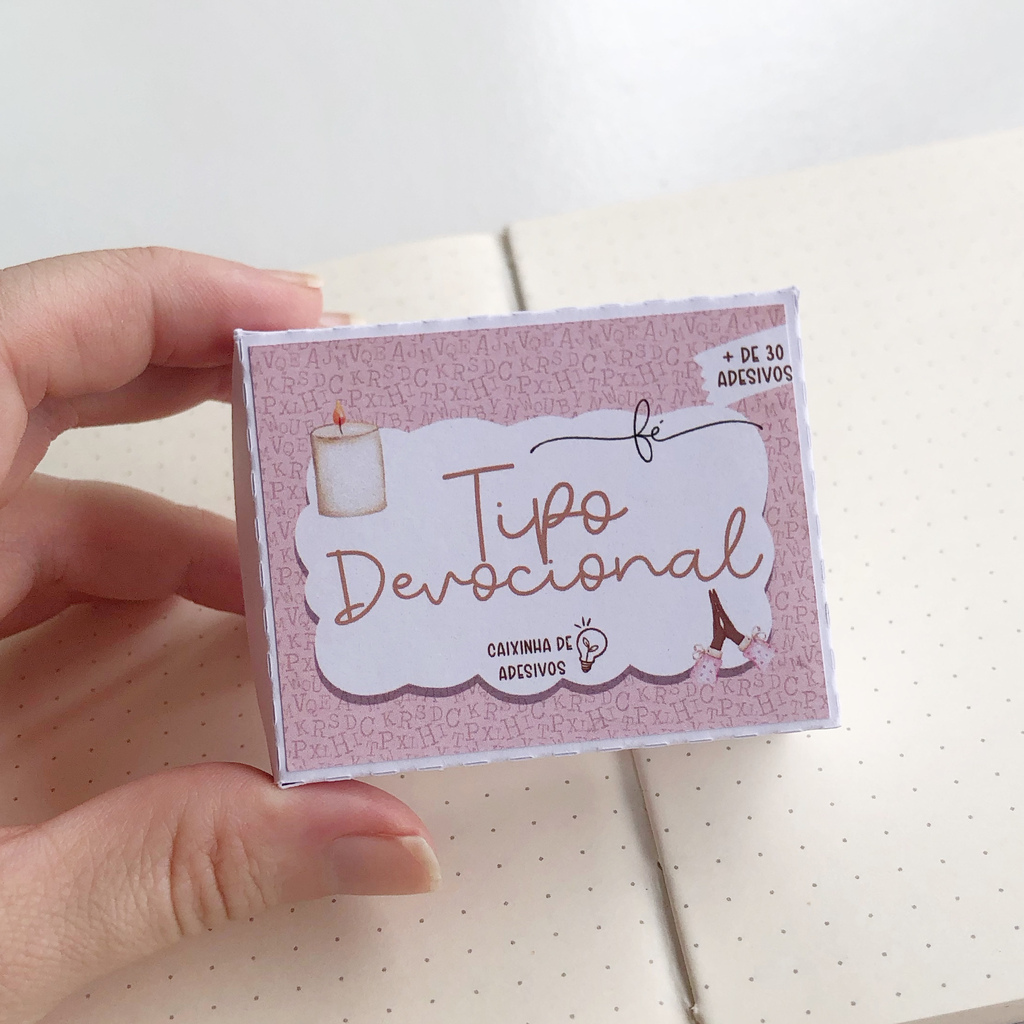 + DE 30
ADESIVOS
fé
Tipo
Devocional
CAIXINHA DE
ADESIVOS